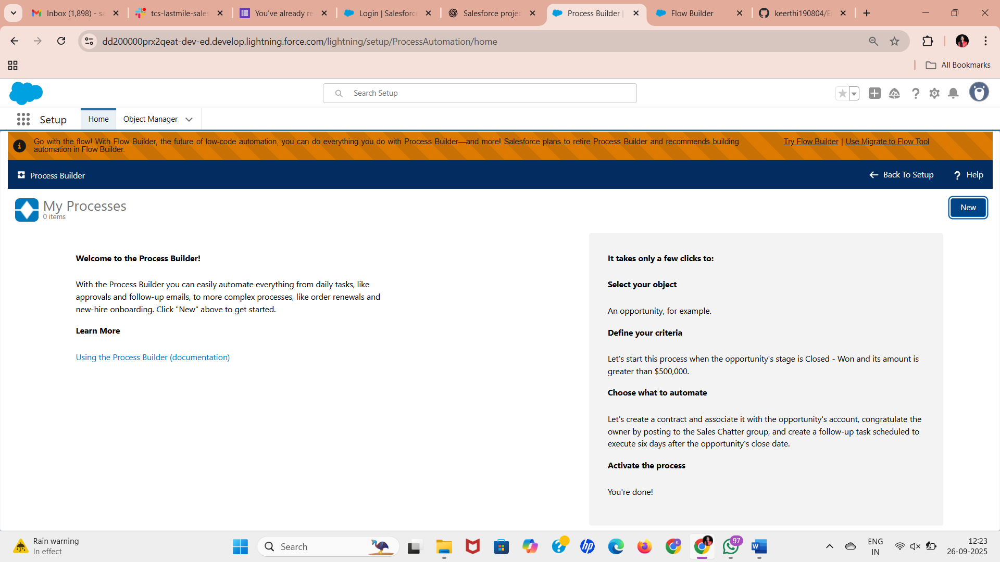 Inbox (1,898) - sa
tcs-lastmile-sales
You've already re
Login | Salesforce
Salesforce projec
Process Builder |
Flow Builder
keerthi190804/E
dd200000prx2qeat-dev-ed.develop.lightning.force.com/lightning/setup/ProcessAutomation/home
All Bookmarks
Search Setup
Setup
Home
Object Manager
Go with the flow! With Flow Builder, the future of low-code automation, you can do everything you do with Process Builder—and more! Salesforce plans to retire Process Builder and recommends building
automation in Flow Builder.
Try Flow Builder | Use Migrate to Flow Tool
Process Builder
Back To Setup
? Help
My Processes
0 items
New
Welcome to the Process Builder!
With the Process Builder you can easily automate everything from daily tasks, like
approvals and follow-up emails, to more complex processes, like order renewals and
new-hire onboarding. Click "New" above to get started.
Learn More
Using the Process Builder (documentation)
It takes only a few clicks to:
Select your object
An opportunity, for example.
Define your criteria
Let's start this process when the opportunity's stage is Closed - Won and its amount is
greater than $500,000.
Choose what to automate
Let's create a contract and associate it with the opportunity's account, congratulate the
owner by posting to the Sales Chatter group, and create a follow-up task scheduled to
execute six days after the opportunity's close date.
Activate the process
You're done!
Rain warning
In effect
Search
hp
K
97
W
ENG
IN
12:23
26-09-2025